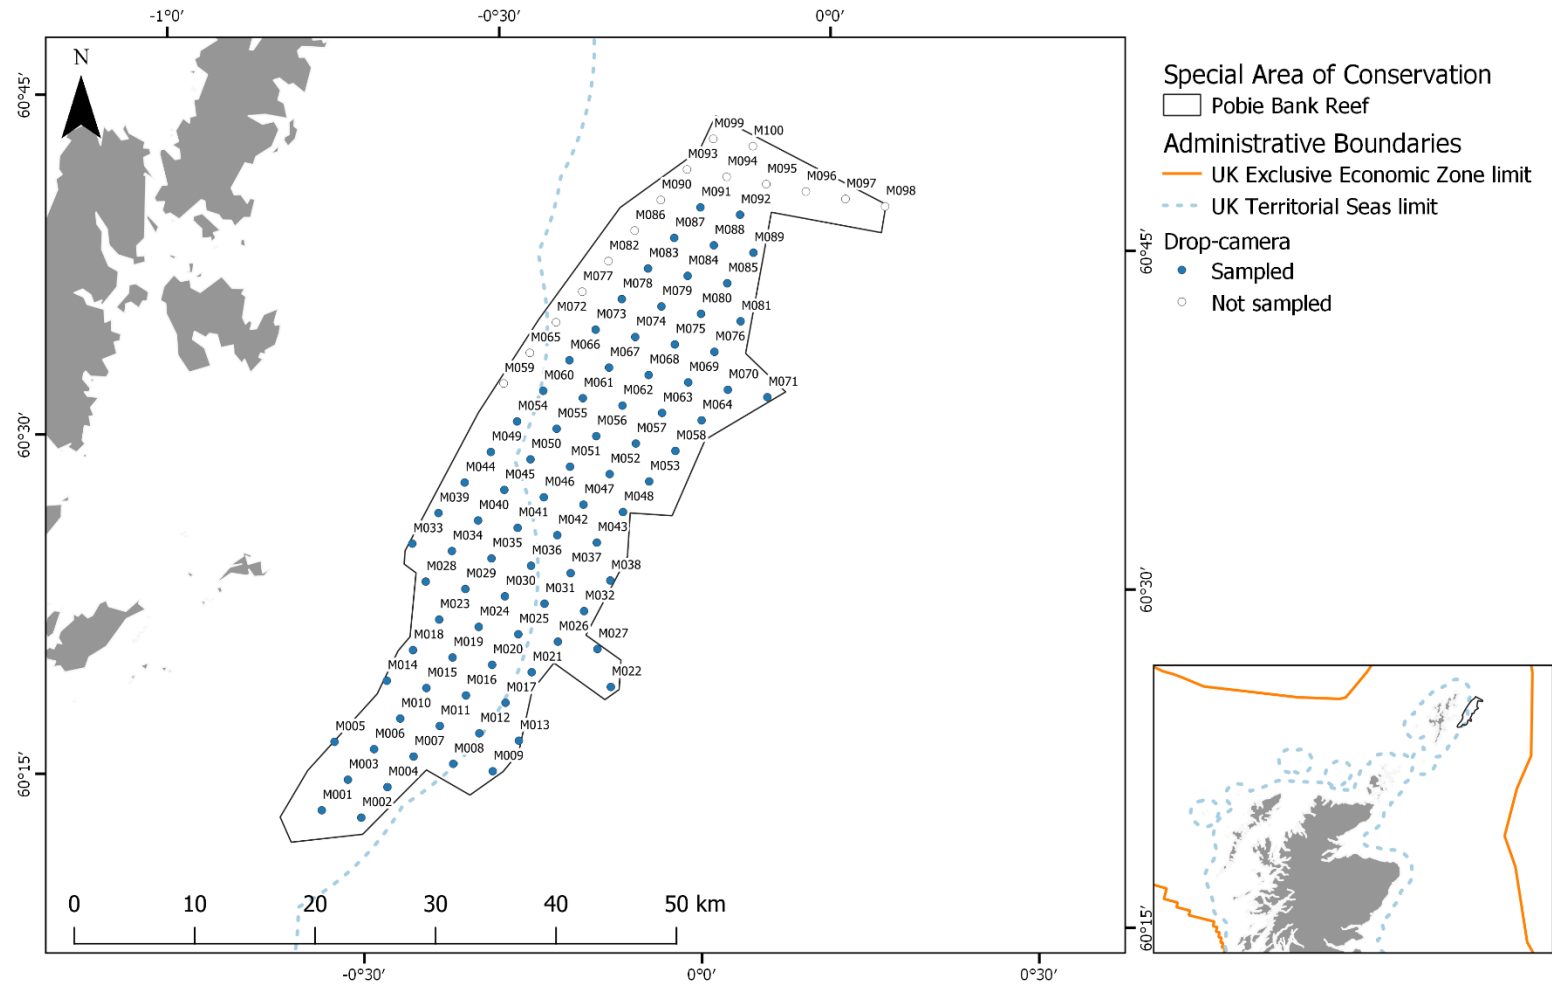 -1°0′ -0°30′ 0°0′
N
60°45′
60°30′
60°15′
M099
M100
M093
M094
M095
M096
M097
M098
M090
M091
M092
M086
M087
M088
M089
M082
M083
M084
M085
M077
M078
M079
M080
M081
M072
M073
M074
M075
M076
M065
M066
M067
M068
M069
M070
M071
M059
M060
M061
M062
M063
M064
M054
M055
M056
M057
M058
M049
M050
M051
M052
M053
M044
M045
M046
M047
M048
M039
M040
M041
M042
M043
M033
M034
M035
M036
M037
M038
M028
M029
M030
M031
M032
M023
M024
M025
M026
M027
M018
M019
M020
M021
M022
M014
M015
M016
M017
M010
M011
M012
M013
M005
M006
M007
M008
M009
M003
M004
M001
M002
0 10 20 30 40 50 km
-0°30′ 0°0′ 0°30′
60°45′
60°30′
60°15′
Special Area of Conservation
Pobie Bank Reef
Administrative Boundaries
UK Exclusive Economic Zone limit
UK Territorial Seas limit
Drop-camera
Sampled
Not sampled